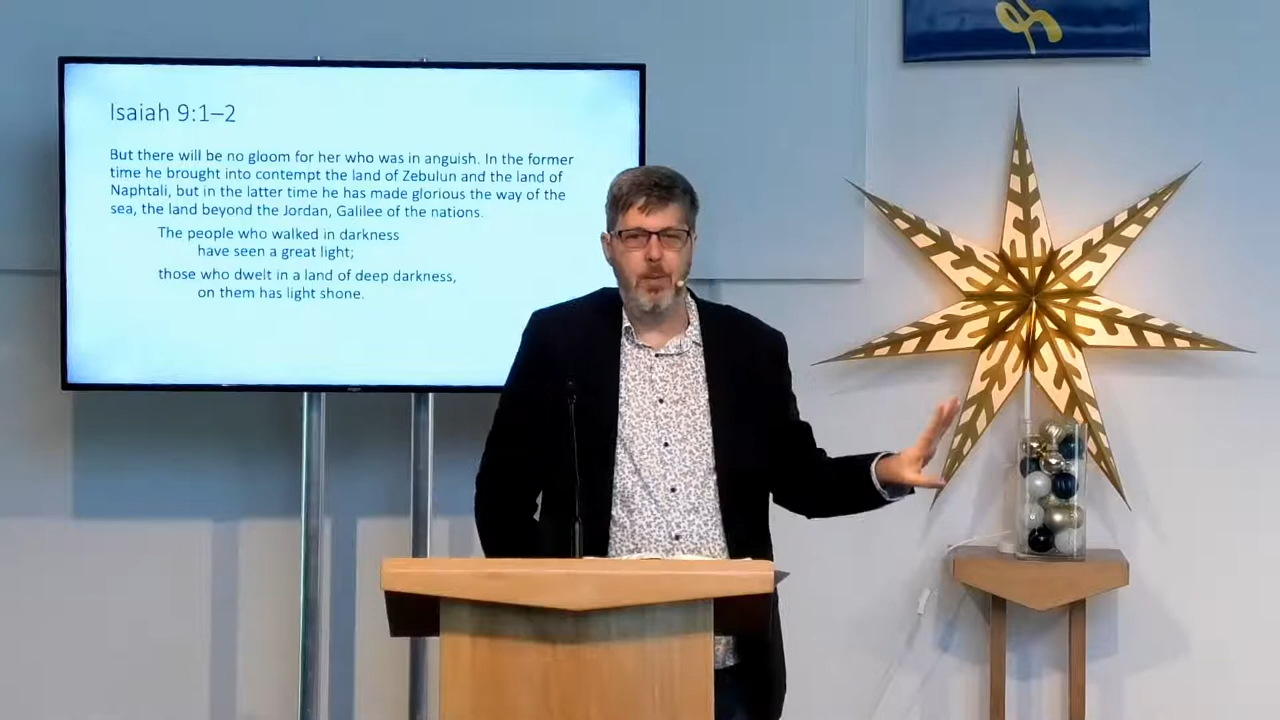 Isaiah 9:1–2
But there will be no gloom for her who was in anguish. In the former
time he brought into contempt the land of Zebulun and the land of
Naphtali, but in the latter time he has made glorious the way of the
sea, the land beyond the Jordan, Galilee of the nations.
The people who walked in darkness
have seen a great light;
those who dwelt in a land of deep darkness,
on them has light shone.